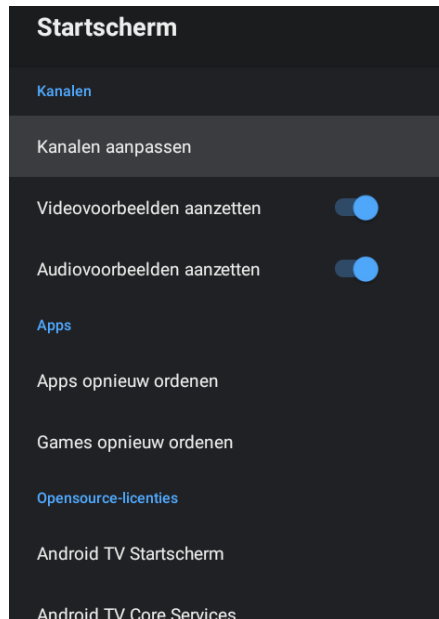 Startscherm
Kanalen
Kanalen aanpassen
Videovoorbeelden aanzetten
Audiovoorbeelden aanzetten
Apps
Apps opnieuw ordenen
Games opnieuw ordenen
Opensource-licenties
Android TV Startscherm
Android TV Core Services